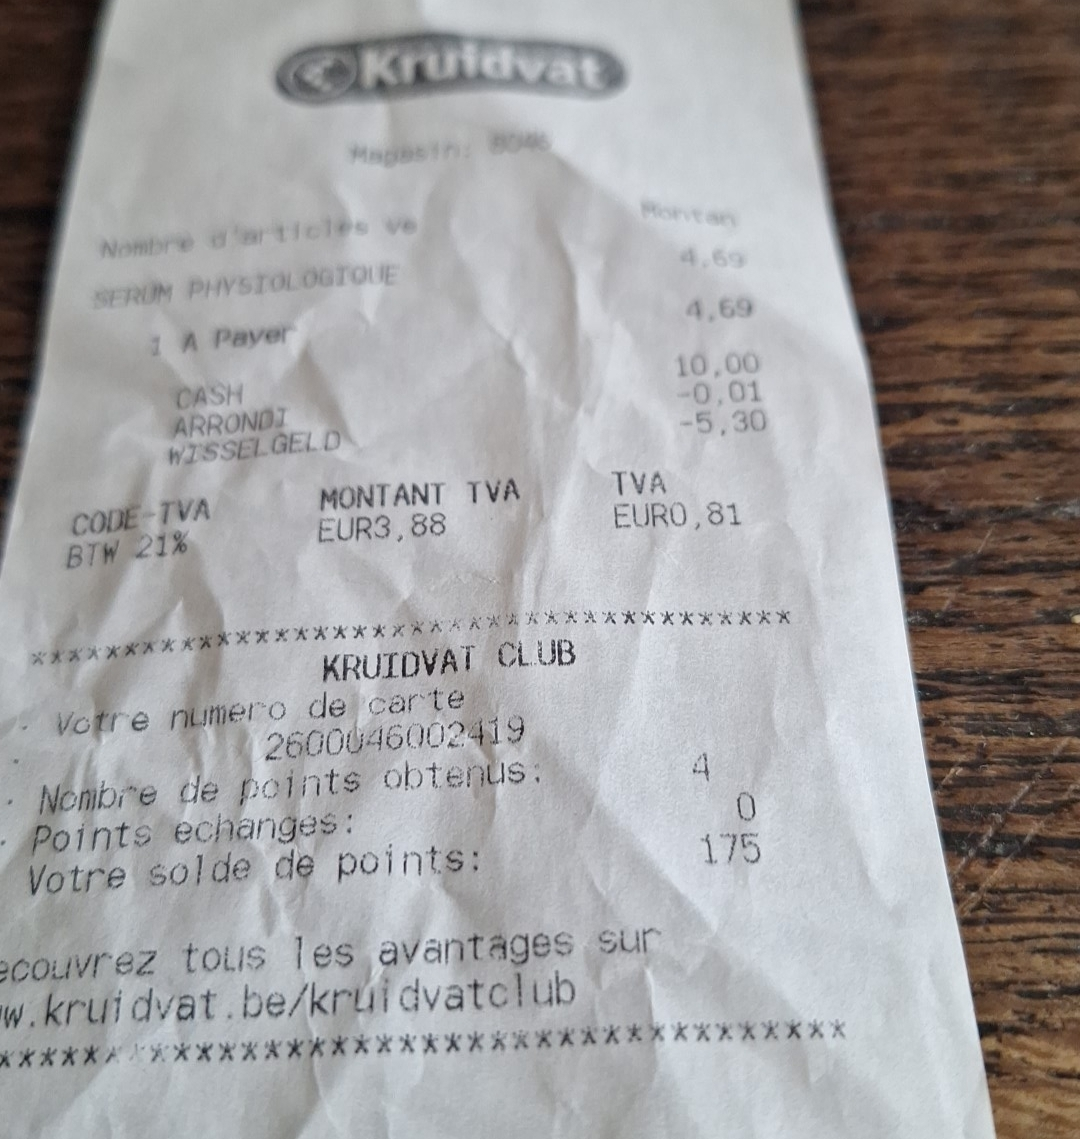 Kruidvat
Magasin:
Montan
Nombre d'articles ve
4,69
SERUM PHYSIOLOGIQUE
4,69
1 A Payer
10,00
CASH
-0,01
ARRONDI
-5,30
WISSELGELD
CODE-TVA MONTANT TVA TVA
BTW 21% EUR3,88 EUR0,81
****************************************
KRUIDVAT CLUB
Votre numero de carte
2600046002419
Nombre de points obtenus: 4
Points echanges: 0
Votre solde de points: 175
ecouvrez tous les avantages sur
w.kruidvat.be/kruidvatclub
****************************************